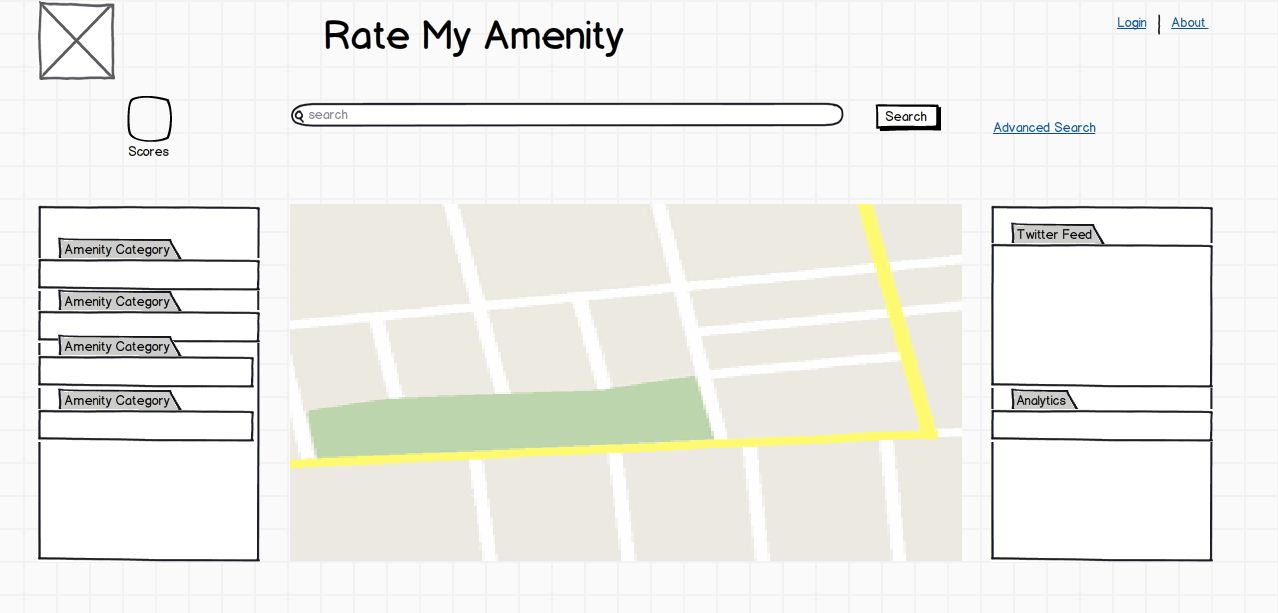 Rate My Amenity
Login | About
search
Search
Advanced Search
Scores
Amenity Category
Amenity Category
Amenity Category
Amenity Category
Twitter Feed
Analytics